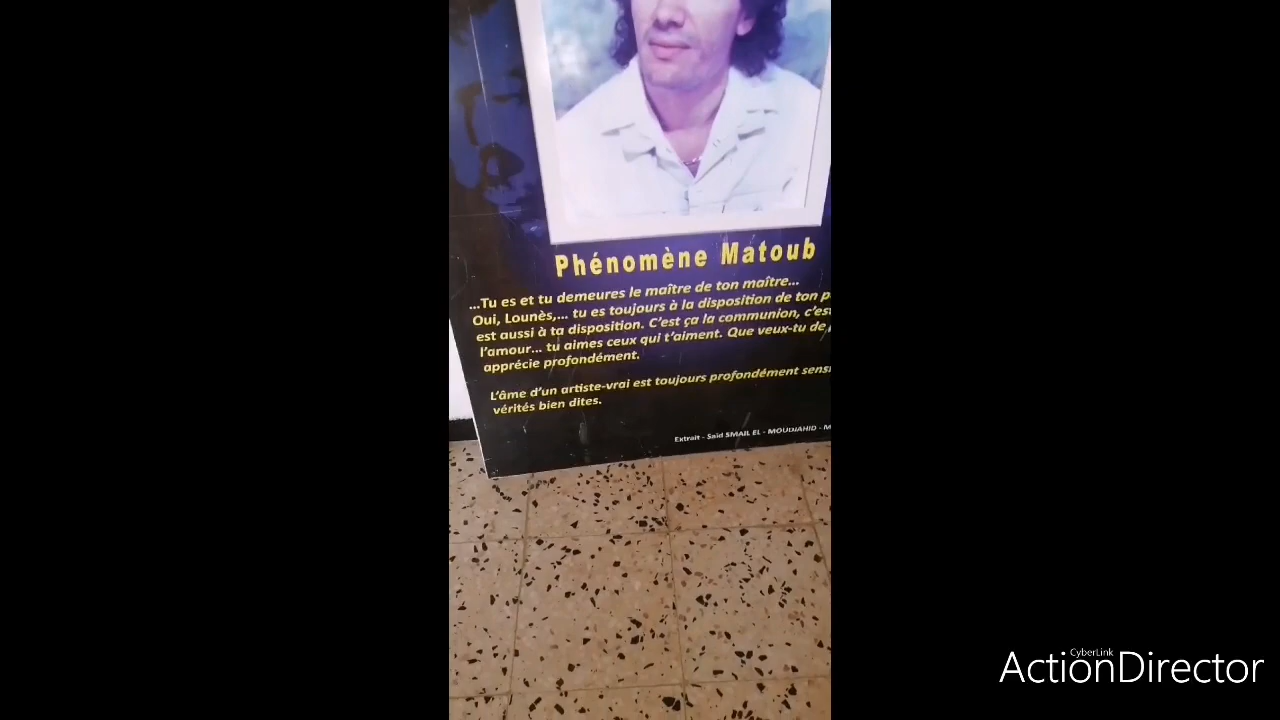 Phénomène Matoub
...Tu es et tu demeures le maître de ton maître...
Oui, Lounès,... tu es toujours à la disposition de ton
est aussi à ta disposition. C'est ça la communion, c'est
l'amour... tu aimes ceux qui t'aiment. Que veux-tu de
apprécie profondément.
L'âme d'un artiste-vrai est toujours profondément
vérités bien dites.
Extrait - Said SMAIL EL - MOUDJAHID -
CyberLink
ActionDirector